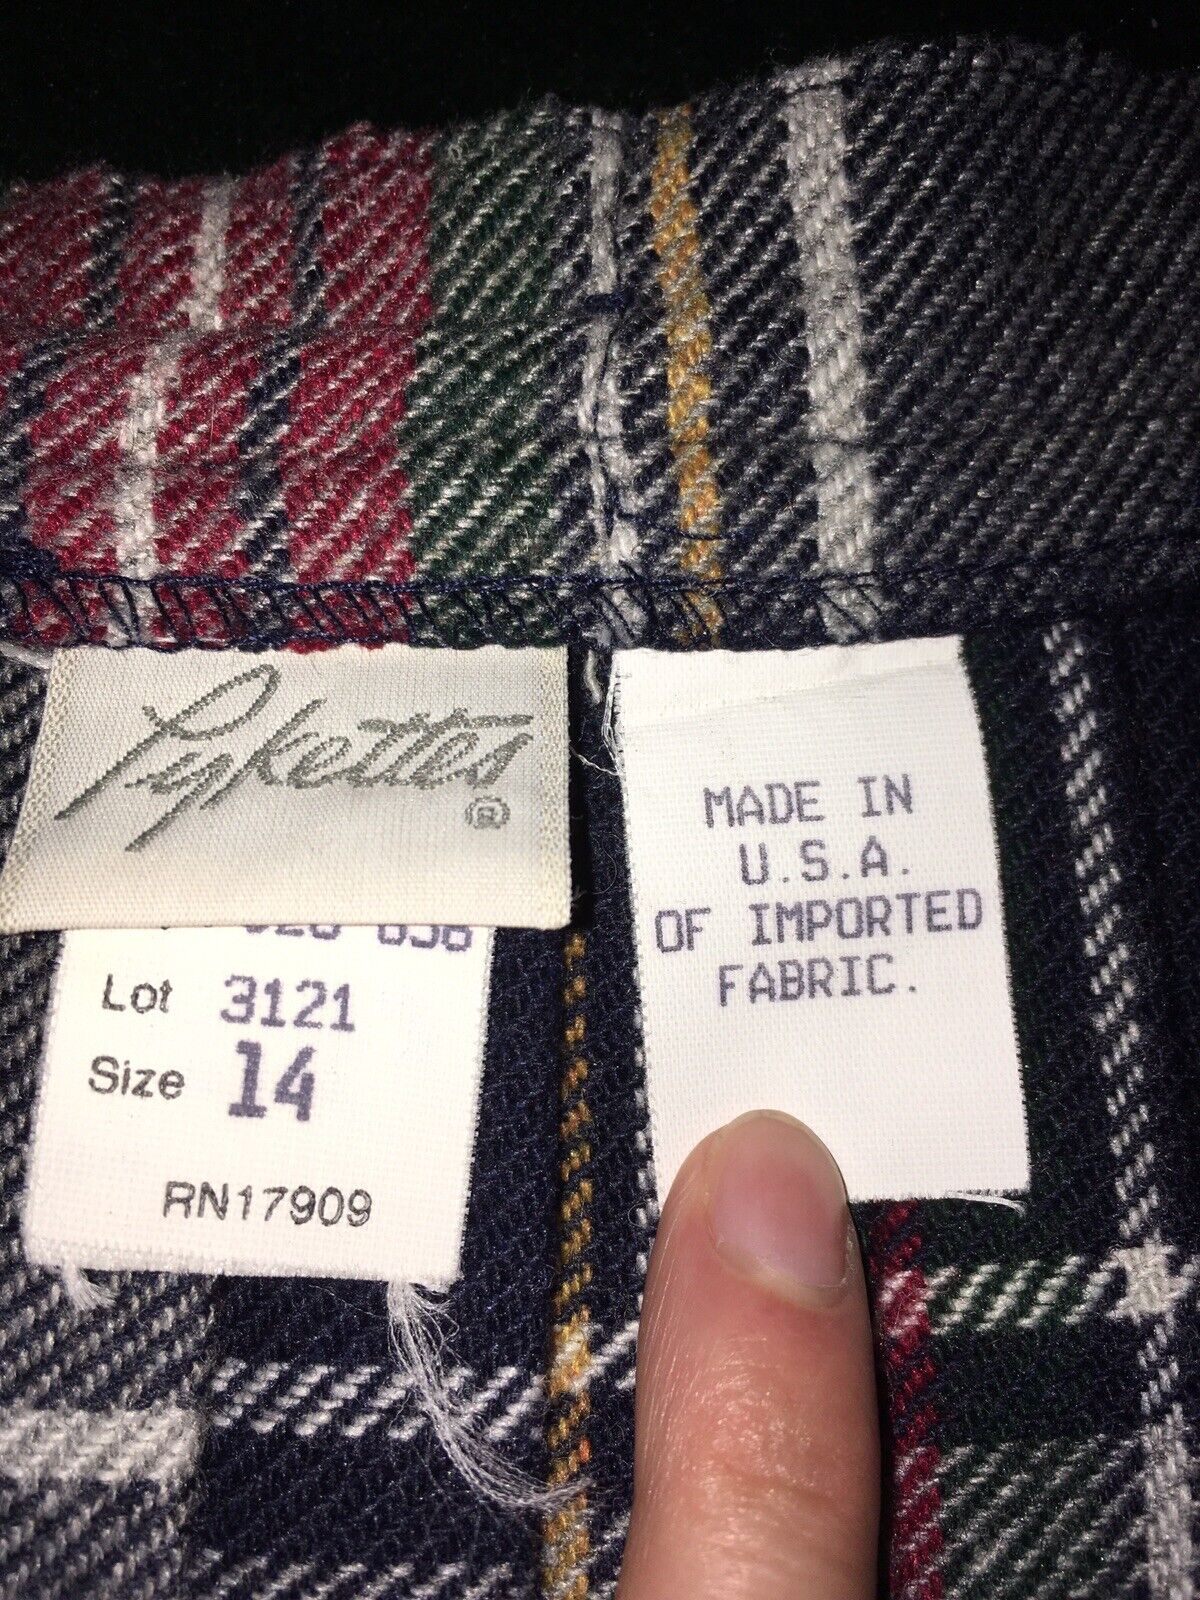 Pykettes
®
Lot 3121
Size 14
RN17909
MADE IN
U.S.A.
OF IMPORTED
FABRIC.